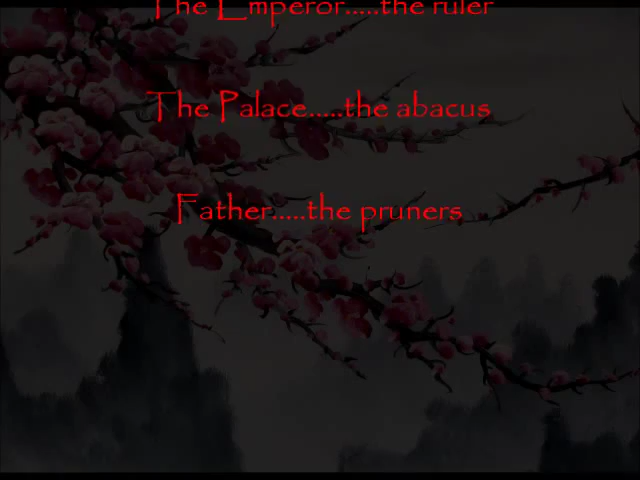 The Emperor.....the ruler
The Palace.....the abacus
Father.....the pruners